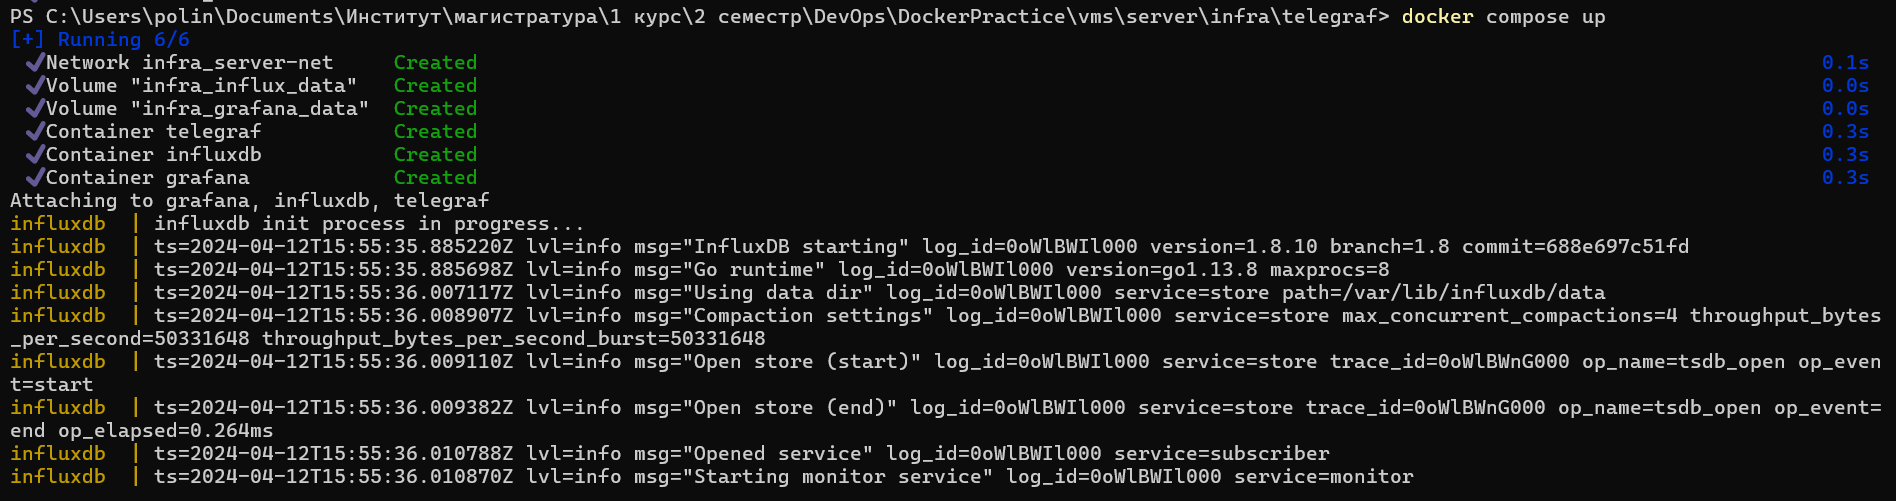 PS C:\Users\polin\Documents\Институт\магистратура\1 курс\2 семестр\DevOps\DockerPractice\vms\server\infra\telegraf> docker compose up
[+] Running 6/6
✔Network infra_server-net Created 0.1s
✔Volume "infra_influx_data" Created 0.0s
✔Volume "infra_grafana_data" Created 0.0s
✔Container telegraf Created 0.3s
✔Container influxdb Created 0.3s
✔Container grafana Created 0.3s
Attaching to grafana, influxdb, telegraf
influxdb | influxdb init process in progress...
influxdb | ts=2024-04-12T15:55:35.885220Z lvl=info msg="InfluxDB starting" log_id=0oWlBWIl000 version=1.8.10 branch=1.8 commit=688e697c51fd
influxdb | ts=2024-04-12T15:55:35.885698Z lvl=info msg="Go runtime" log_id=0oWlBWIl000 version=go1.13.8 maxprocs=8
influxdb | ts=2024-04-12T15:55:36.007117Z lvl=info msg="Using data dir" log_id=0oWlBWIl000 service=store path=/var/lib/influxdb/data
influxdb | ts=2024-04-12T15:55:36.008907Z lvl=info msg="Compaction settings" log_id=0oWlBWIl000 service=store max_concurrent_compactions=4 throughput_bytes
_per_second=50331648 throughput_bytes_per_second_burst=50331648
influxdb | ts=2024-04-12T15:55:36.009110Z lvl=info msg="Open store (start)" log_id=0oWlBWIl000 service=store trace_id=0oWlBWnG000 op_name=tsdb_open op_even
t=start
influxdb | ts=2024-04-12T15:55:36.009382Z lvl=info msg="Open store (end)" log_id=0oWlBWIl000 service=store trace_id=0oWlBWnG000 op_name=tsdb_open op_event=
end op_elapsed=0.264ms
influxdb | ts=2024-04-12T15:55:36.010788Z lvl=info msg="Opened service" log_id=0oWlBWIl000 service=subscriber
influxdb | ts=2024-04-12T15:55:36.010870Z lvl=info msg="Starting monitor service" log_id=0oWlBWIl000 service=monitor